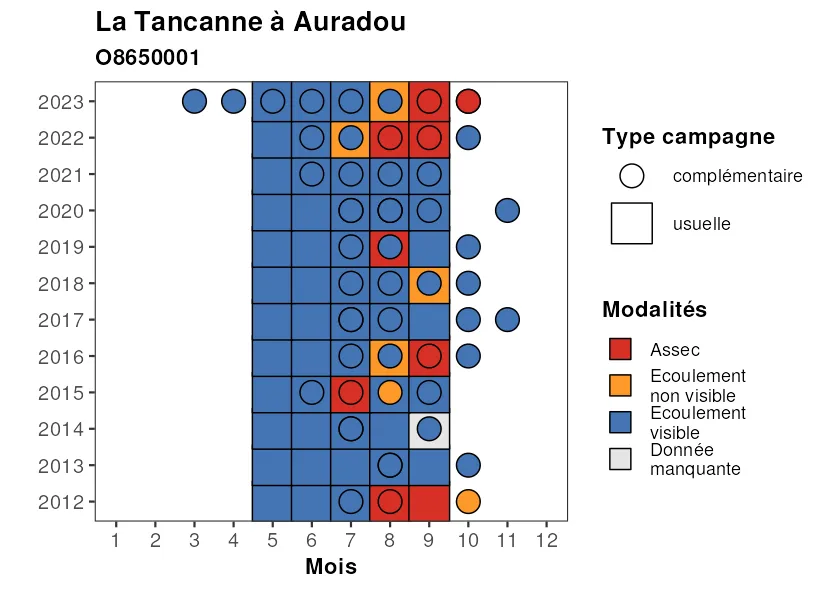 La Tancanne à Auradou
O8650001
2023
2022
2021
2020
2019
2018
2017
2016
2015
2014
2013
2012
1 2 3 4 5 6 7 8 9 10 11 12
Mois
Type campagne
complémentaire
usuelle
Modalités
Assec
Ecoulement
non visible
Ecoulement
visible
Donnée
manquante